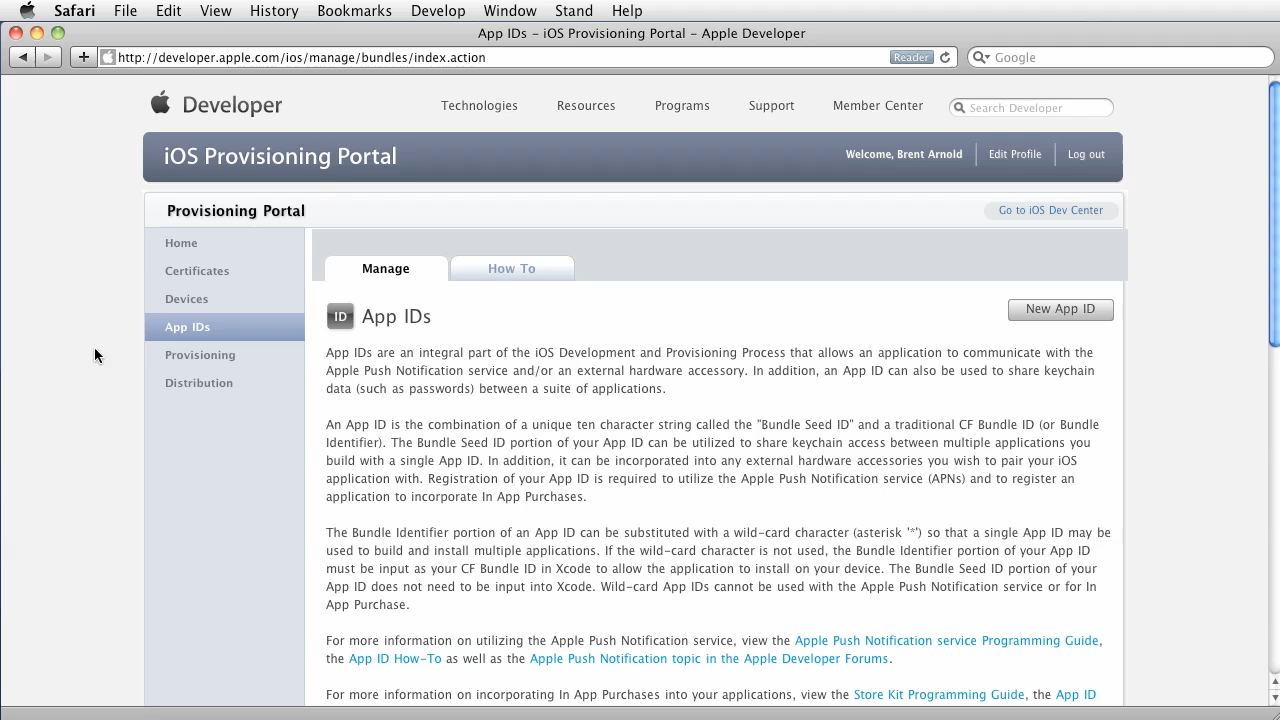 Safari File Edit View History Bookmarks Develop Window Stand Help
App IDs – iOS Provisioning Portal – Apple Developer
http://developer.apple.com/ios/manage/bundles/index.action Reader Google
Developer Technologies Resources Programs Support Member Center Search Developer
iOS Provisioning Portal Welcome, Brent Arnold Edit Profile Log out
Provisioning Portal Go to iOS Dev Center
Home
Certificates
Devices
App IDs
Provisioning
Distribution
Manage How To
ID App IDs New App ID
App IDs are an integral part of the iOS Development and Provisioning Process that allows an application to communicate with the
Apple Push Notification service and/or an external hardware accessory. In addition, an App ID can also be used to share keychain
data (such as passwords) between a suite of applications.
An App ID is the combination of a unique ten character string called the "Bundle Seed ID" and a traditional CF Bundle ID (or Bundle
Identifier). The Bundle Seed ID portion of your App ID can be utilized to share keychain access between multiple applications you
build with a single App ID. In addition, it can be incorporated into any external hardware accessories you wish to pair your iOS
application with. Registration of your App ID is required to utilize the Apple Push Notification service (APNs) and to register an
application to incorporate In App Purchases.
The Bundle Identifier portion of an App ID can be substituted with a wild-card character (asterisk '*') so that a single App ID may be
used to build and install multiple applications. If the wild-card character is not used, the Bundle Identifier portion of your App ID
must be input as your CF Bundle ID in Xcode to allow the application to install on your device. The Bundle Seed ID portion of your
App ID does not need to be input into Xcode. Wild-card App IDs cannot be used with the Apple Push Notification service or for In
App Purchase.
For more information on utilizing the Apple Push Notification service, view the Apple Push Notification service Programming Guide,
the App ID How-To as well as the Apple Push Notification topic in the Apple Developer Forums.
For more information on incorporating In App Purchases into your applications, view the Store Kit Programming Guide, the App ID